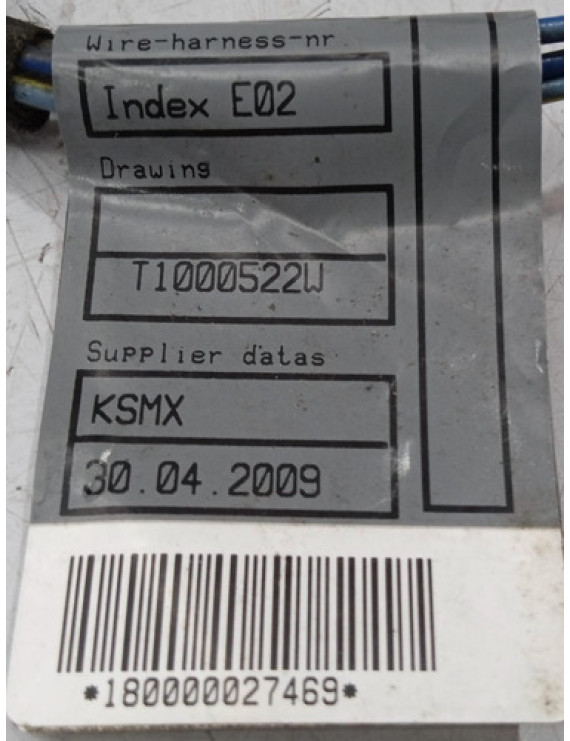 Wire-harness-nr
Index E02
Drawing
T1000522W
Supplier datas
KSMX
30.04.2009
*180000027469*